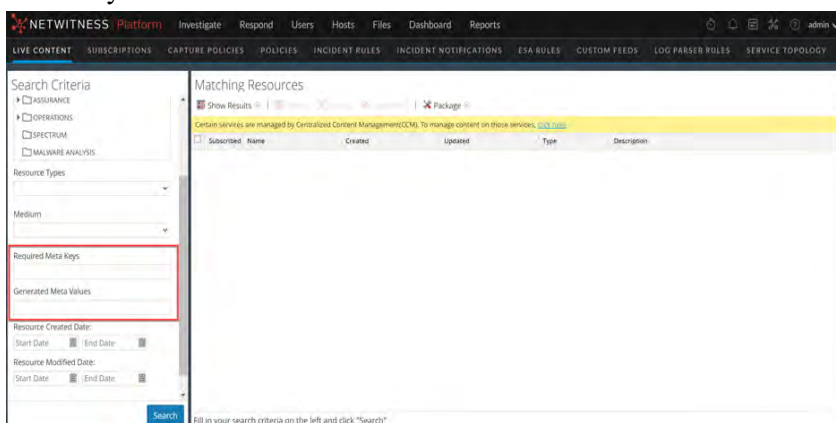 NETWITNESS Platform Investigate Respond Users Hosts Files Dashboard Reports admin
LIVE CONTENT SUBSCRIPTIONS CAPTURE POLICIES POLICIES INCIDENT RULES INCIDENT NOTIFICATIONS ESA RULES CUSTOM FEEDS LOG PARSER RULES SERVICE TOPOLOGY
Search Criteria
ASSURANCE
OPERATIONS
SPECTRUM
MALWARE ANALYSIS
Resource Types
Medium
Required Meta Keys
Generated Meta Values
Resource Created Date:
Start Date End Date
Resource Modified Date:
Start Date End Date
Search
Matching Resources
Show Results Package
Certain services are managed by Centralized Content Management(CCM). To manage content on those services, click here.
Subscribed Name Created Updated Type Description
Fill in your search criteria on the left and click "Search"